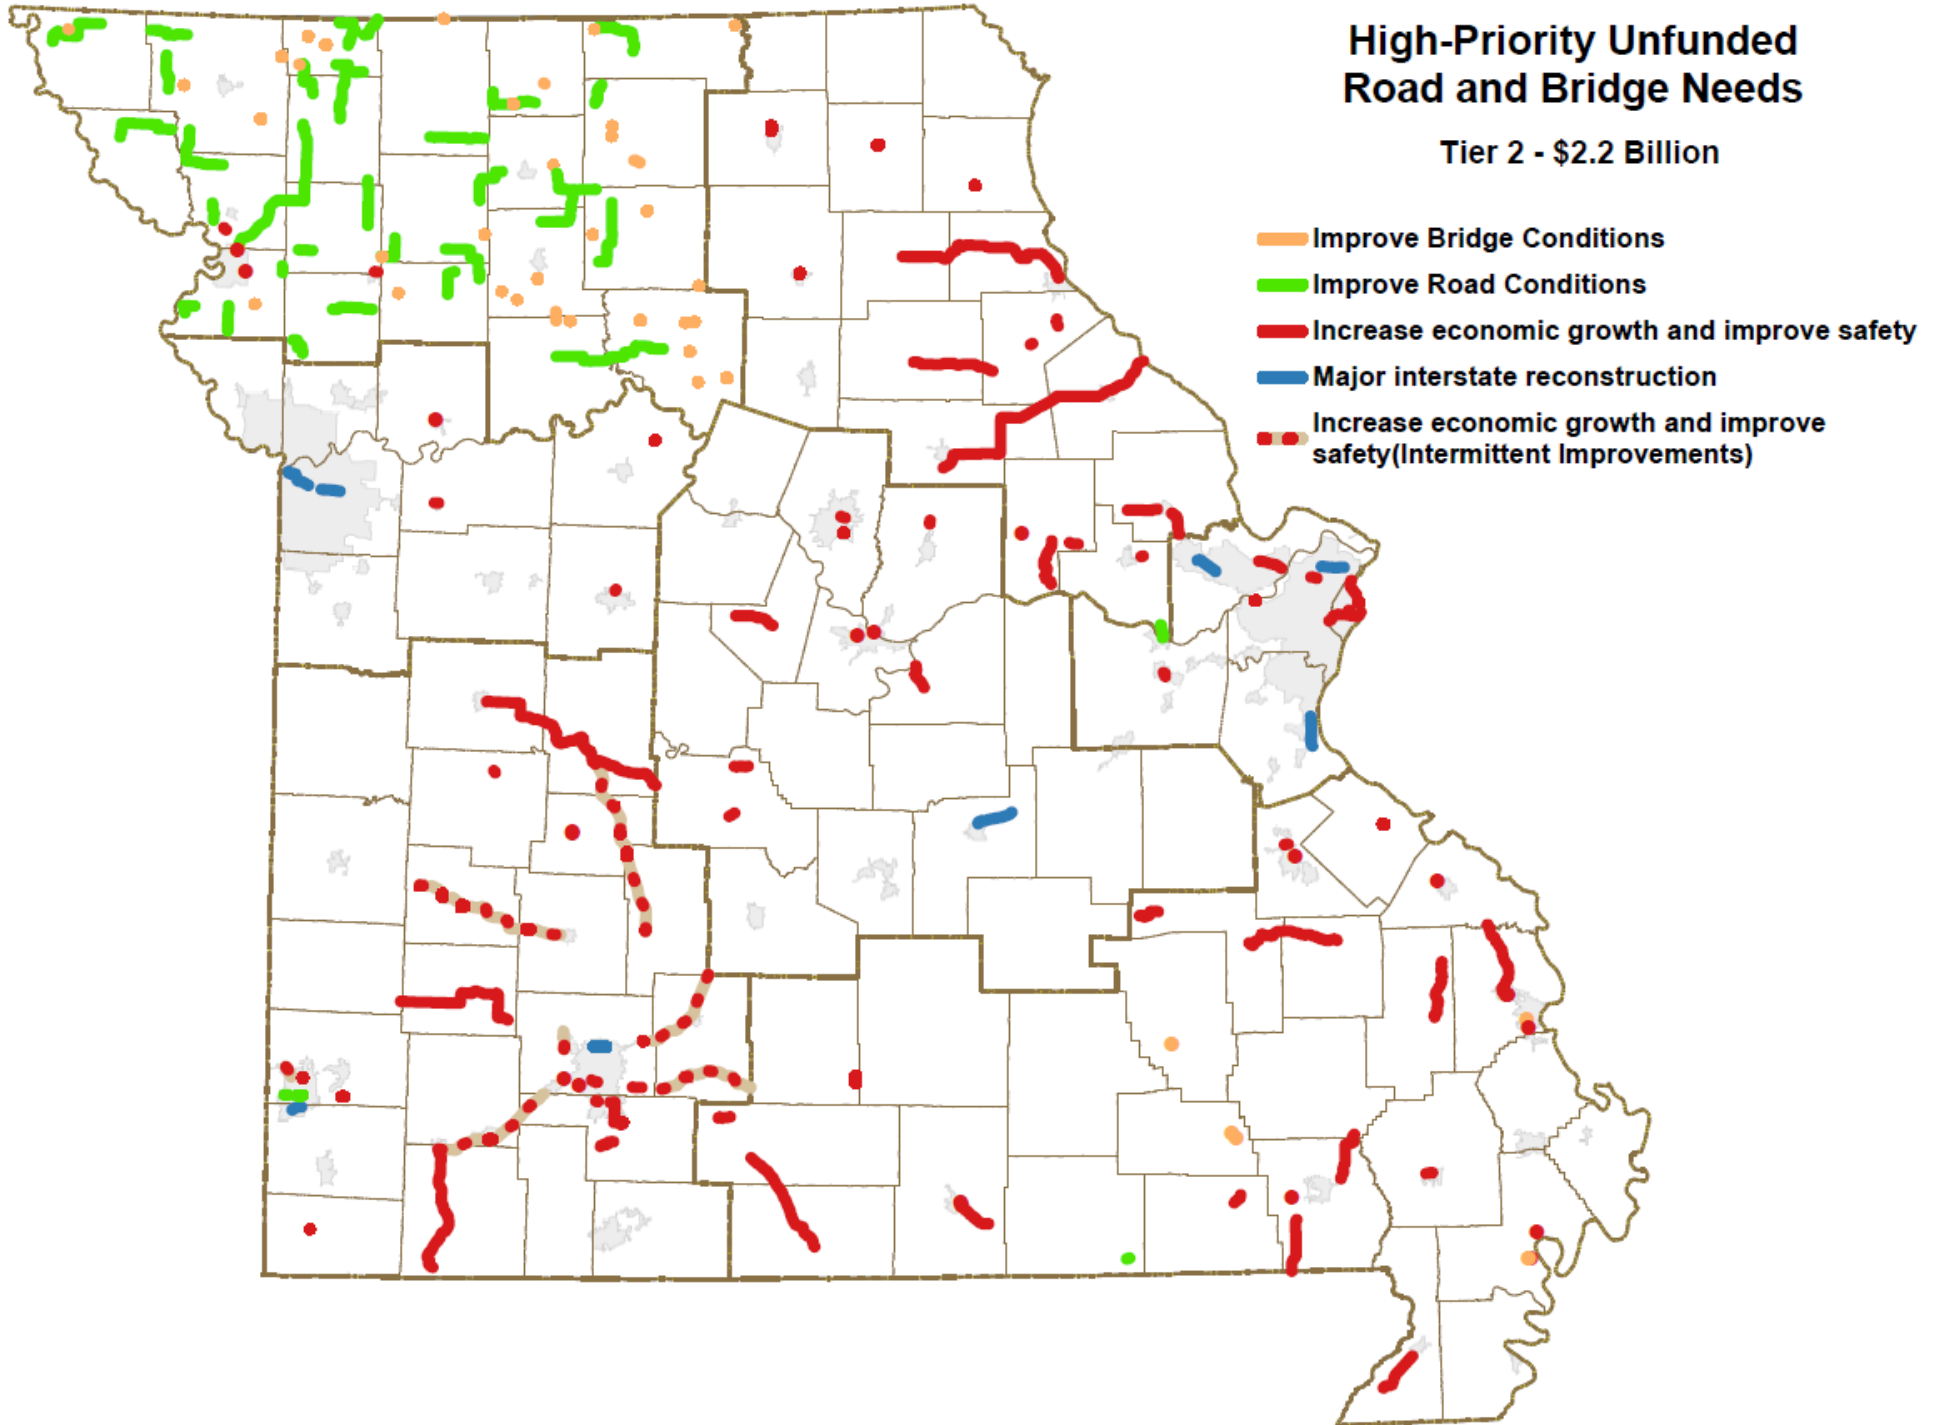 High-Priority Unfunded
Road and Bridge Needs
Tier 2 - $2.2 Billion
Improve Bridge Conditions
Improve Road Conditions
Increase economic growth and improve safety
Major interstate reconstruction
Increase economic growth and improve
safety(Intermittent Improvements)